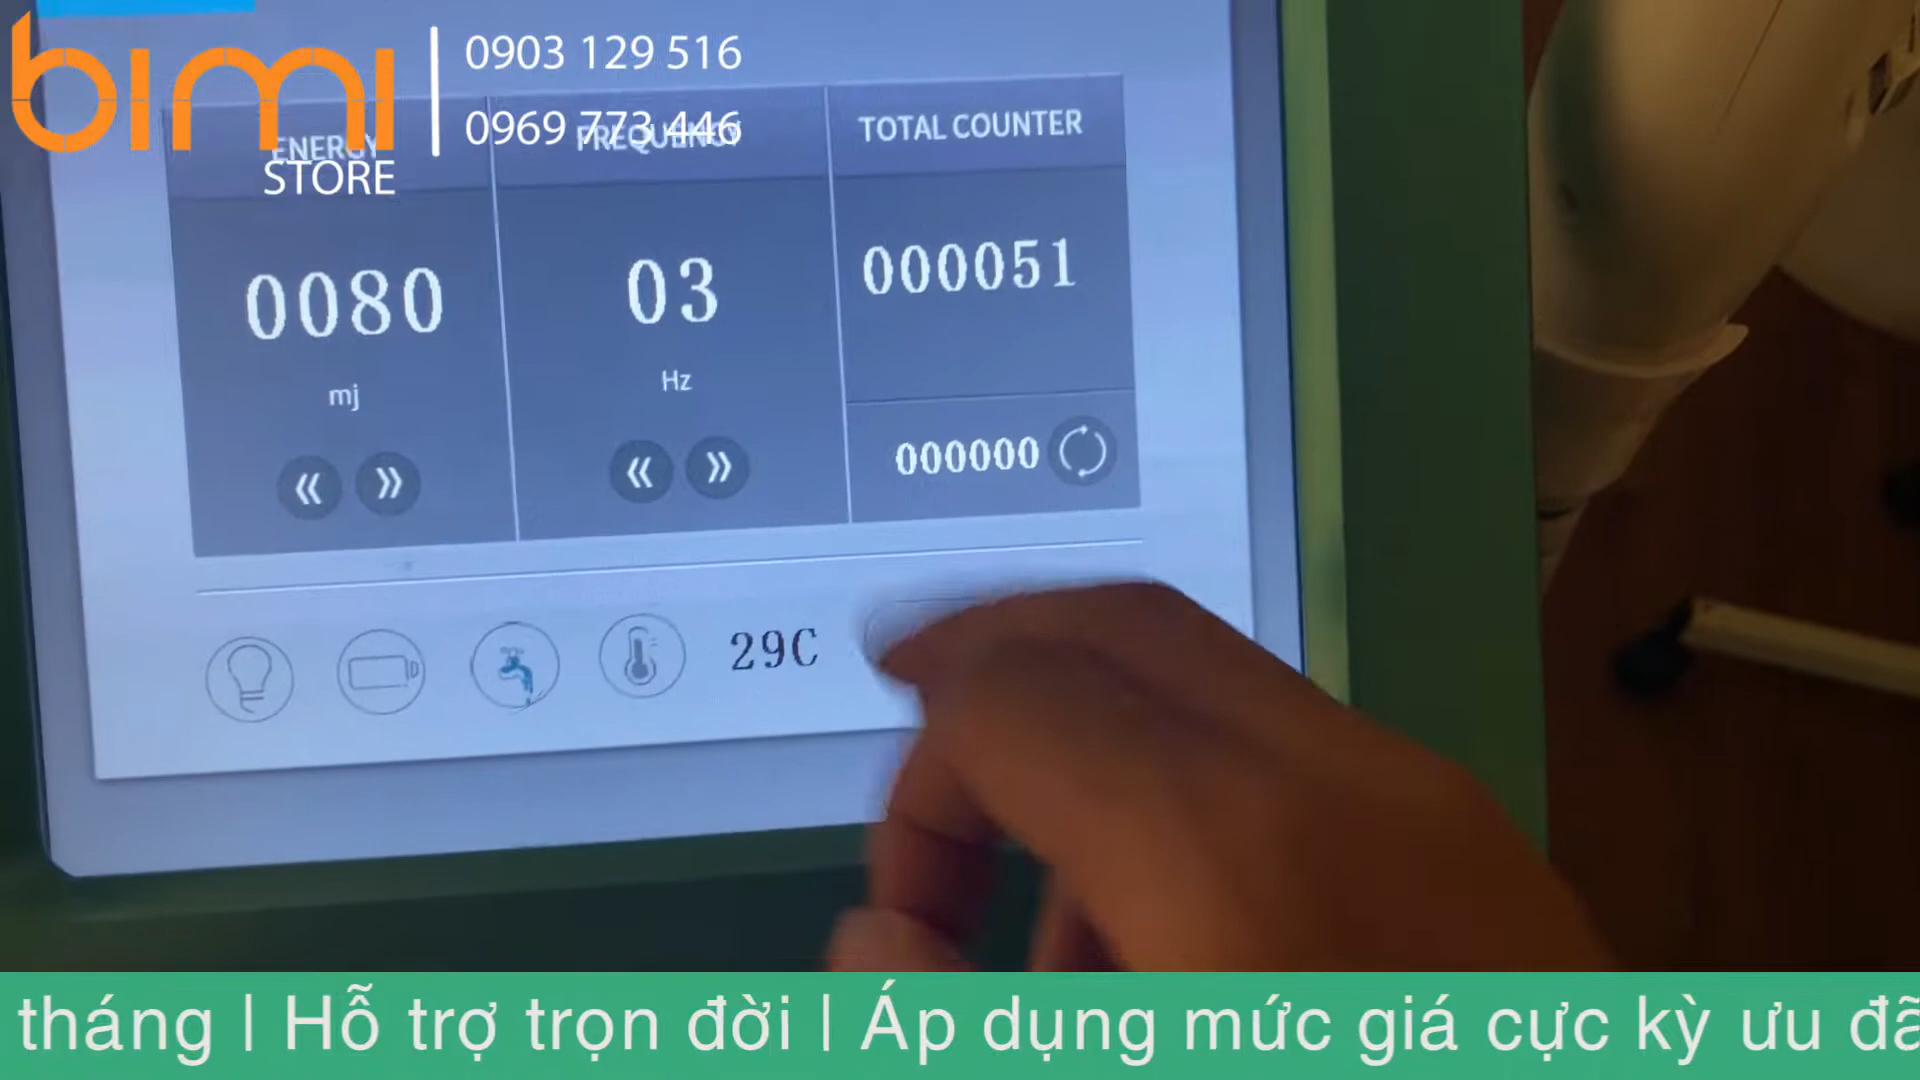 bimi
STORE
0903 129 516
0969 773 446
ENERGY
FREQUENCY
TOTAL COUNTER
0080
mj
03
Hz
000051
000000
29C
tháng | Hỗ trợ trọn đời | Áp dụng mức giá cực kỳ ưu